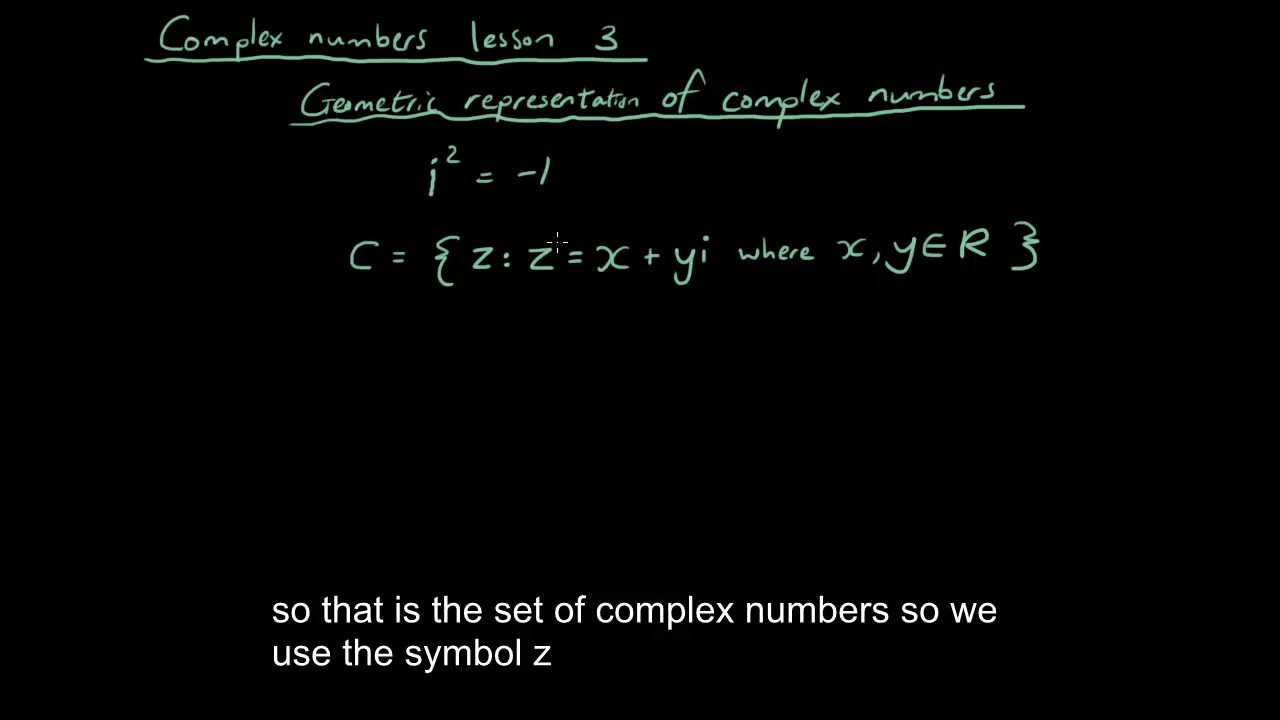 Complex numbers lesson 3
Geometric representation of complex numbers
i² = -1
C = { z : z = x + yi where x, y ∈ R }
so that is the set of complex numbers so we
use the symbol z